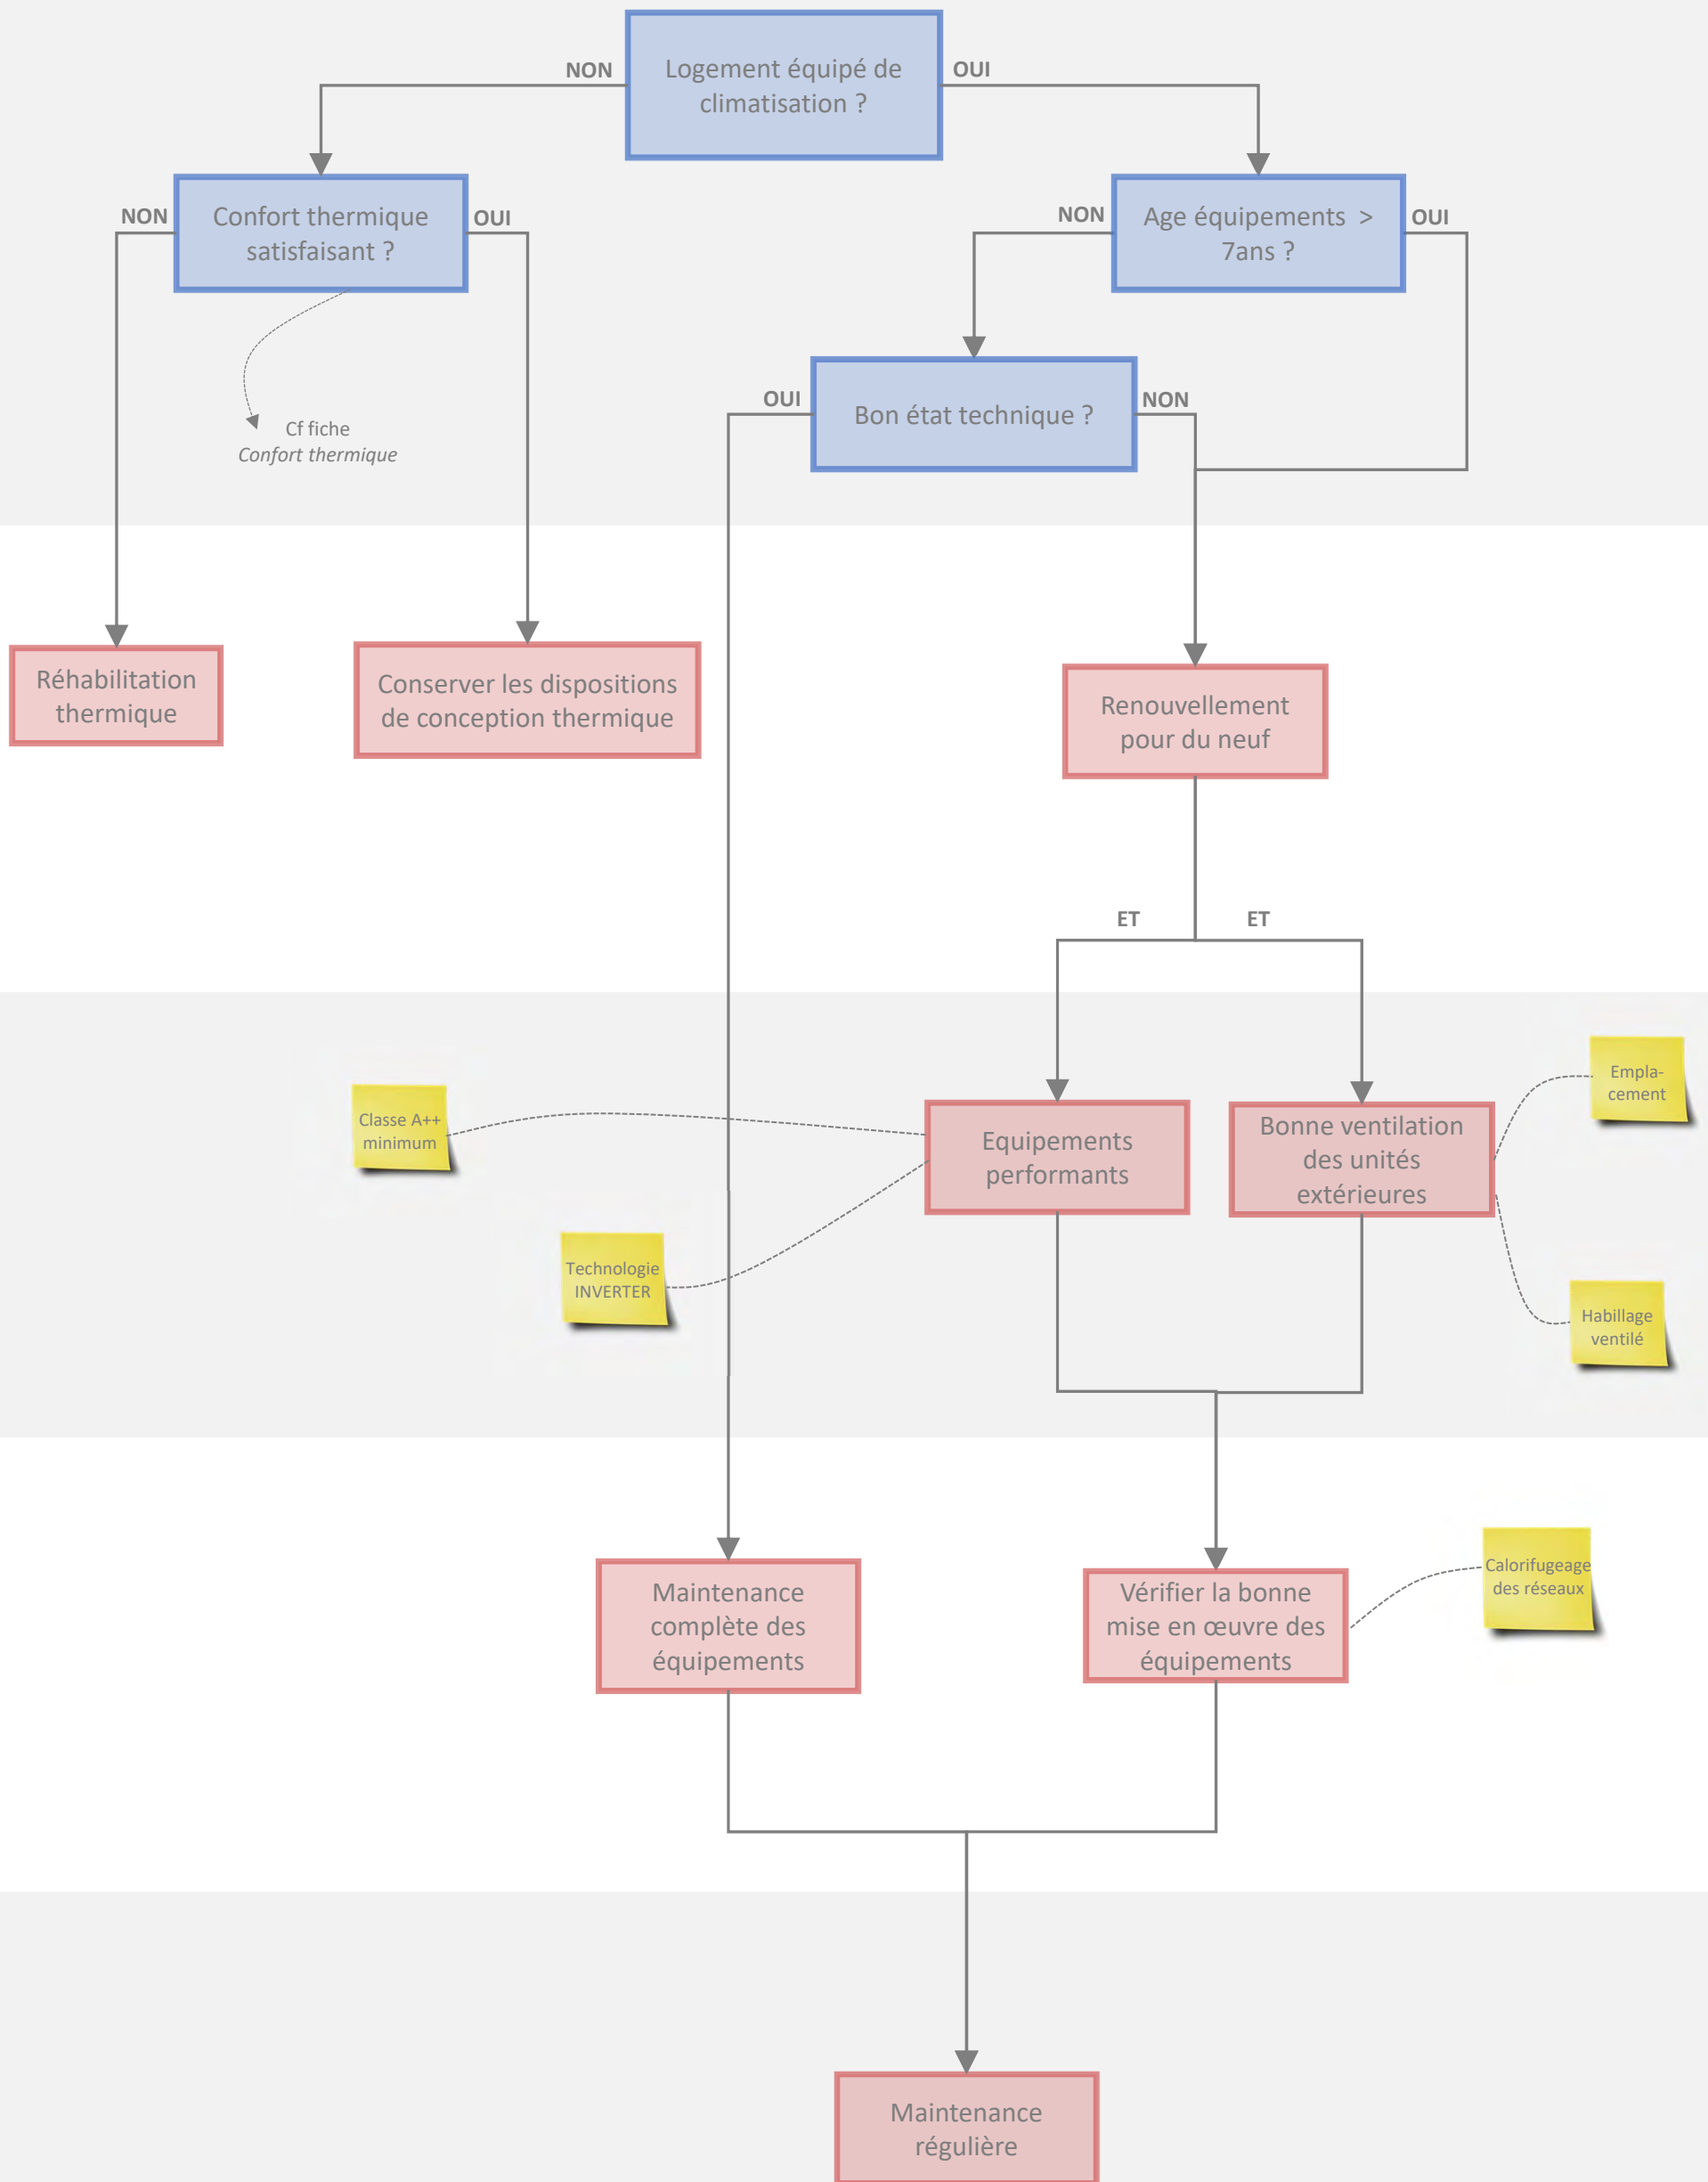 Logement équipé de
climatisation ?
NON
OUI
Confort thermique
satisfaisant ?
NON
OUI
Age équipements  >
7ans ?
NON
OUI
Bon état technique ?
OUI
NON
Cf fiche
Confort thermique
Réhabilitation
thermique
Conserver les dispositions
de conception thermique
Renouvellement
pour du neuf
ET
ET
Classe A++
minimum
Technologie
INVERTER
Equipements
performants
Bonne ventilation
des unités
extérieures
Empla-
cement
Habillage
ventilé
Maintenance
complète des
équipements
Vérifier la bonne
mise en œuvre des
équipements
Calorifugeage
des réseaux
Maintenance
régulière